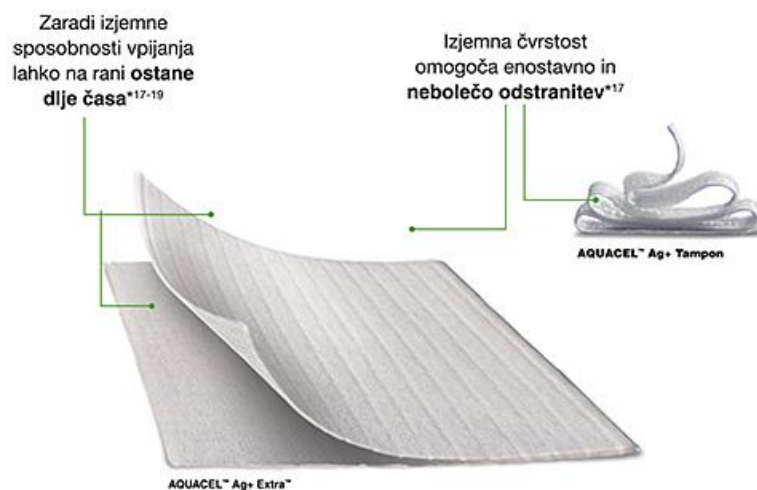 Zaradi izjemne
sposobnosti vpijanja
lahko na rani ostane
dlje časa*17-19
Izjemna čvrstost
omogoča enostavno in
nebolečo odstranitev*17
AQUACEL™ Ag+ Tampon
AQUACEL™ Ag+ Extra™